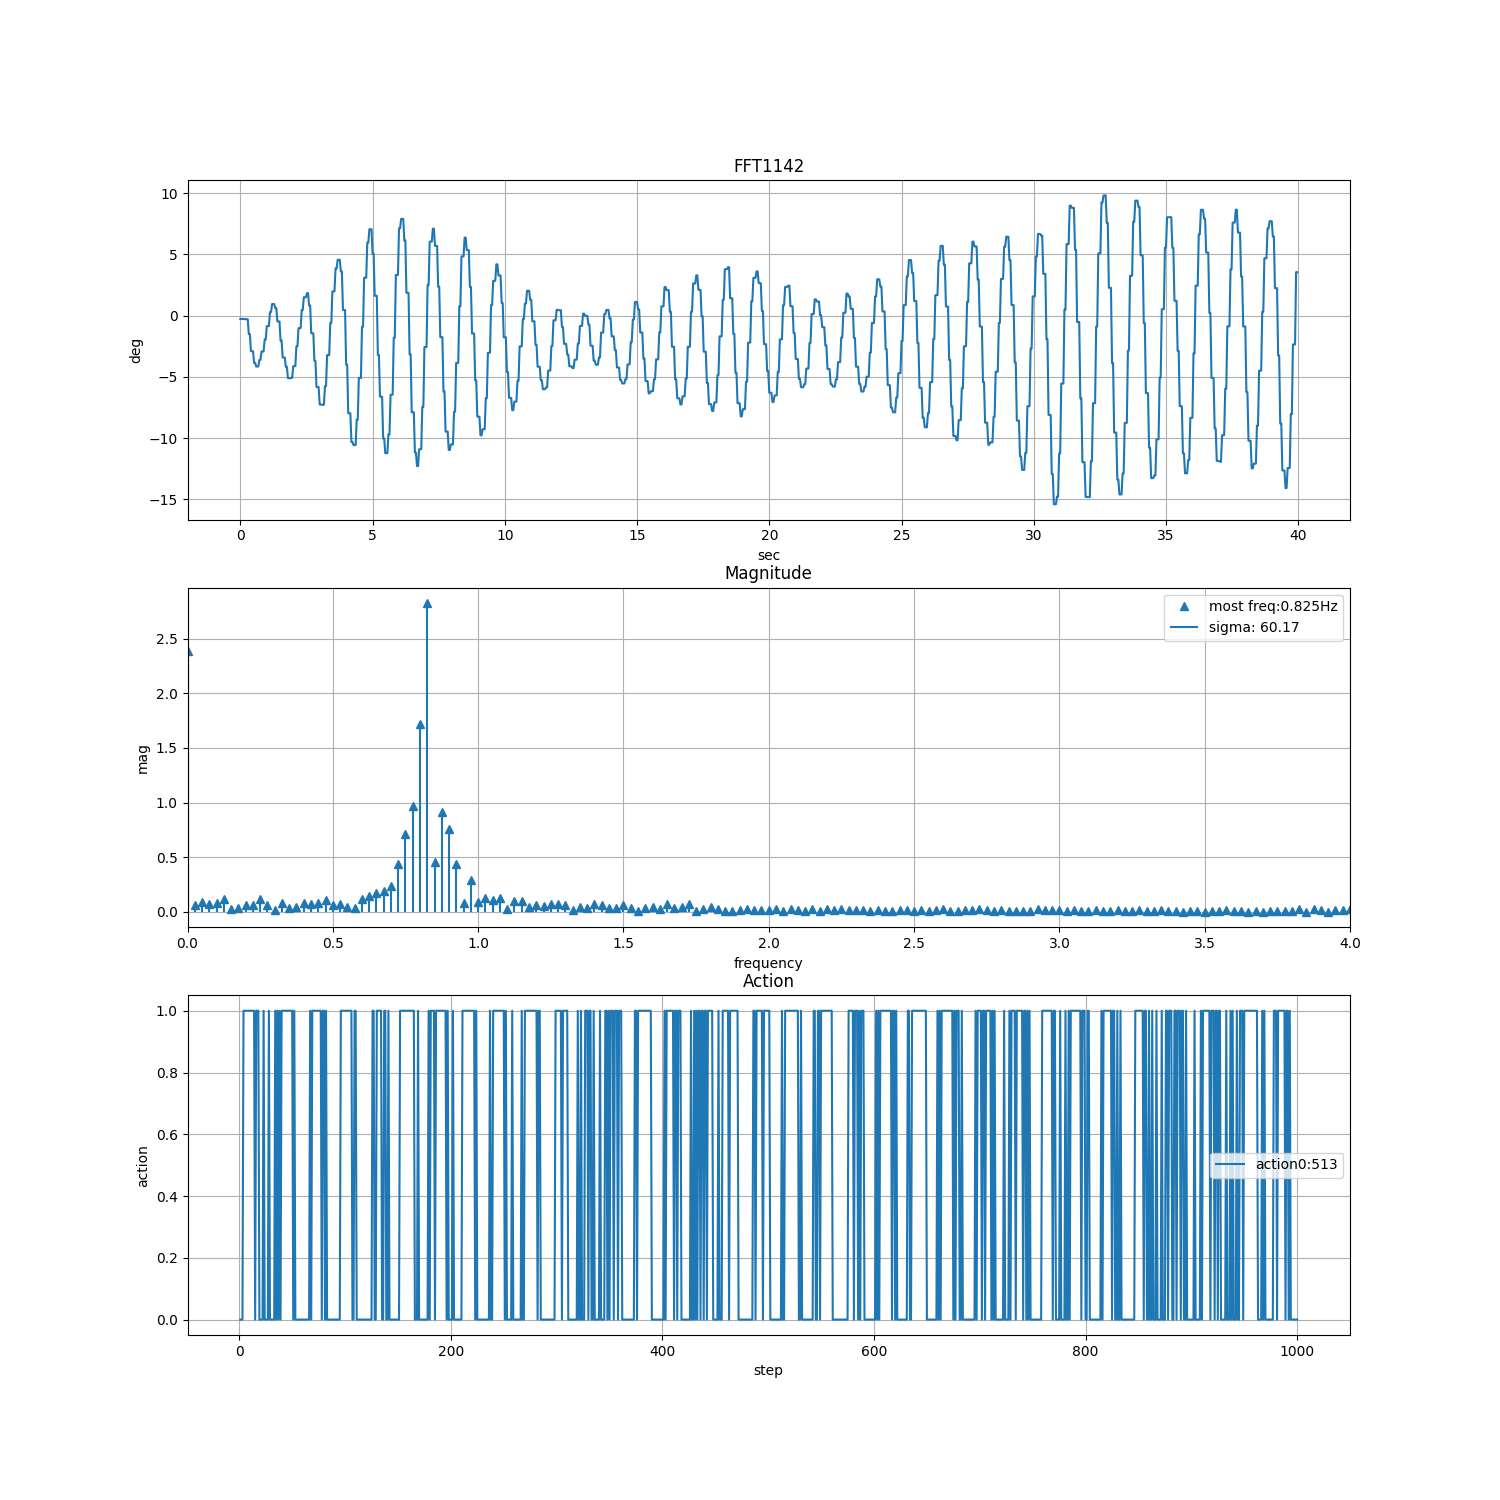 FFT1142
10
5
0
−5
−10
−15
deg
0 5 10 15 20 25 30 35 40
sec
Magnitude
most freq:0.825Hz
sigma: 60.17
2.5
2.0
1.5
1.0
0.5
0.0
mag
0.0 0.5 1.0 1.5 2.0 2.5 3.0 3.5 4.0
frequency
Action
1.0
0.8
0.6
0.4
0.2
0.0
action
action0:513
0 200 400 600 800 1000
step